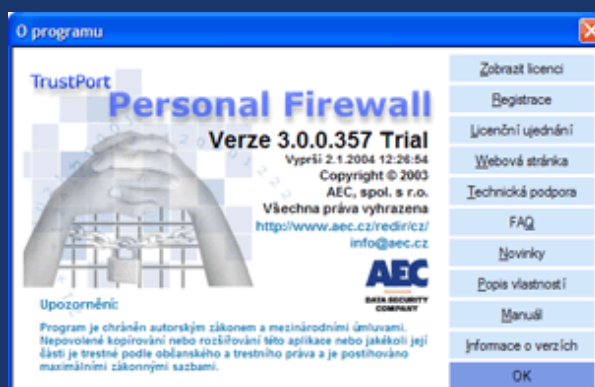 O programu
TrustPort
Personal Firewall
Verze 3.0.0.357 Trial
Vyprší 2.1.2004 12:26:54
Copyright © 2003
AEC, spol. s r.o.
Všechna práva vyhrazena
http://www.aec.cz/redir/cz/
info@aec.cz
AEC
DATA SECURITY
COMPANY
Upozornění:
Program je chráněn autorským zákonem a mezinárodními úmluvami.
Nepovolené kopírování nebo rozšiřování této aplikace nebo jakékoli její
části je trestné podle občanského a trestního práva a je postihováno
maximálními zákonnými sazbami.
Zobrazit licenci
Registrace
Licenční ujednání
Webová stránka
Technická podpora
FAQ
Novinky
Popis vlastností
Manuál
Informace o verzích
OK